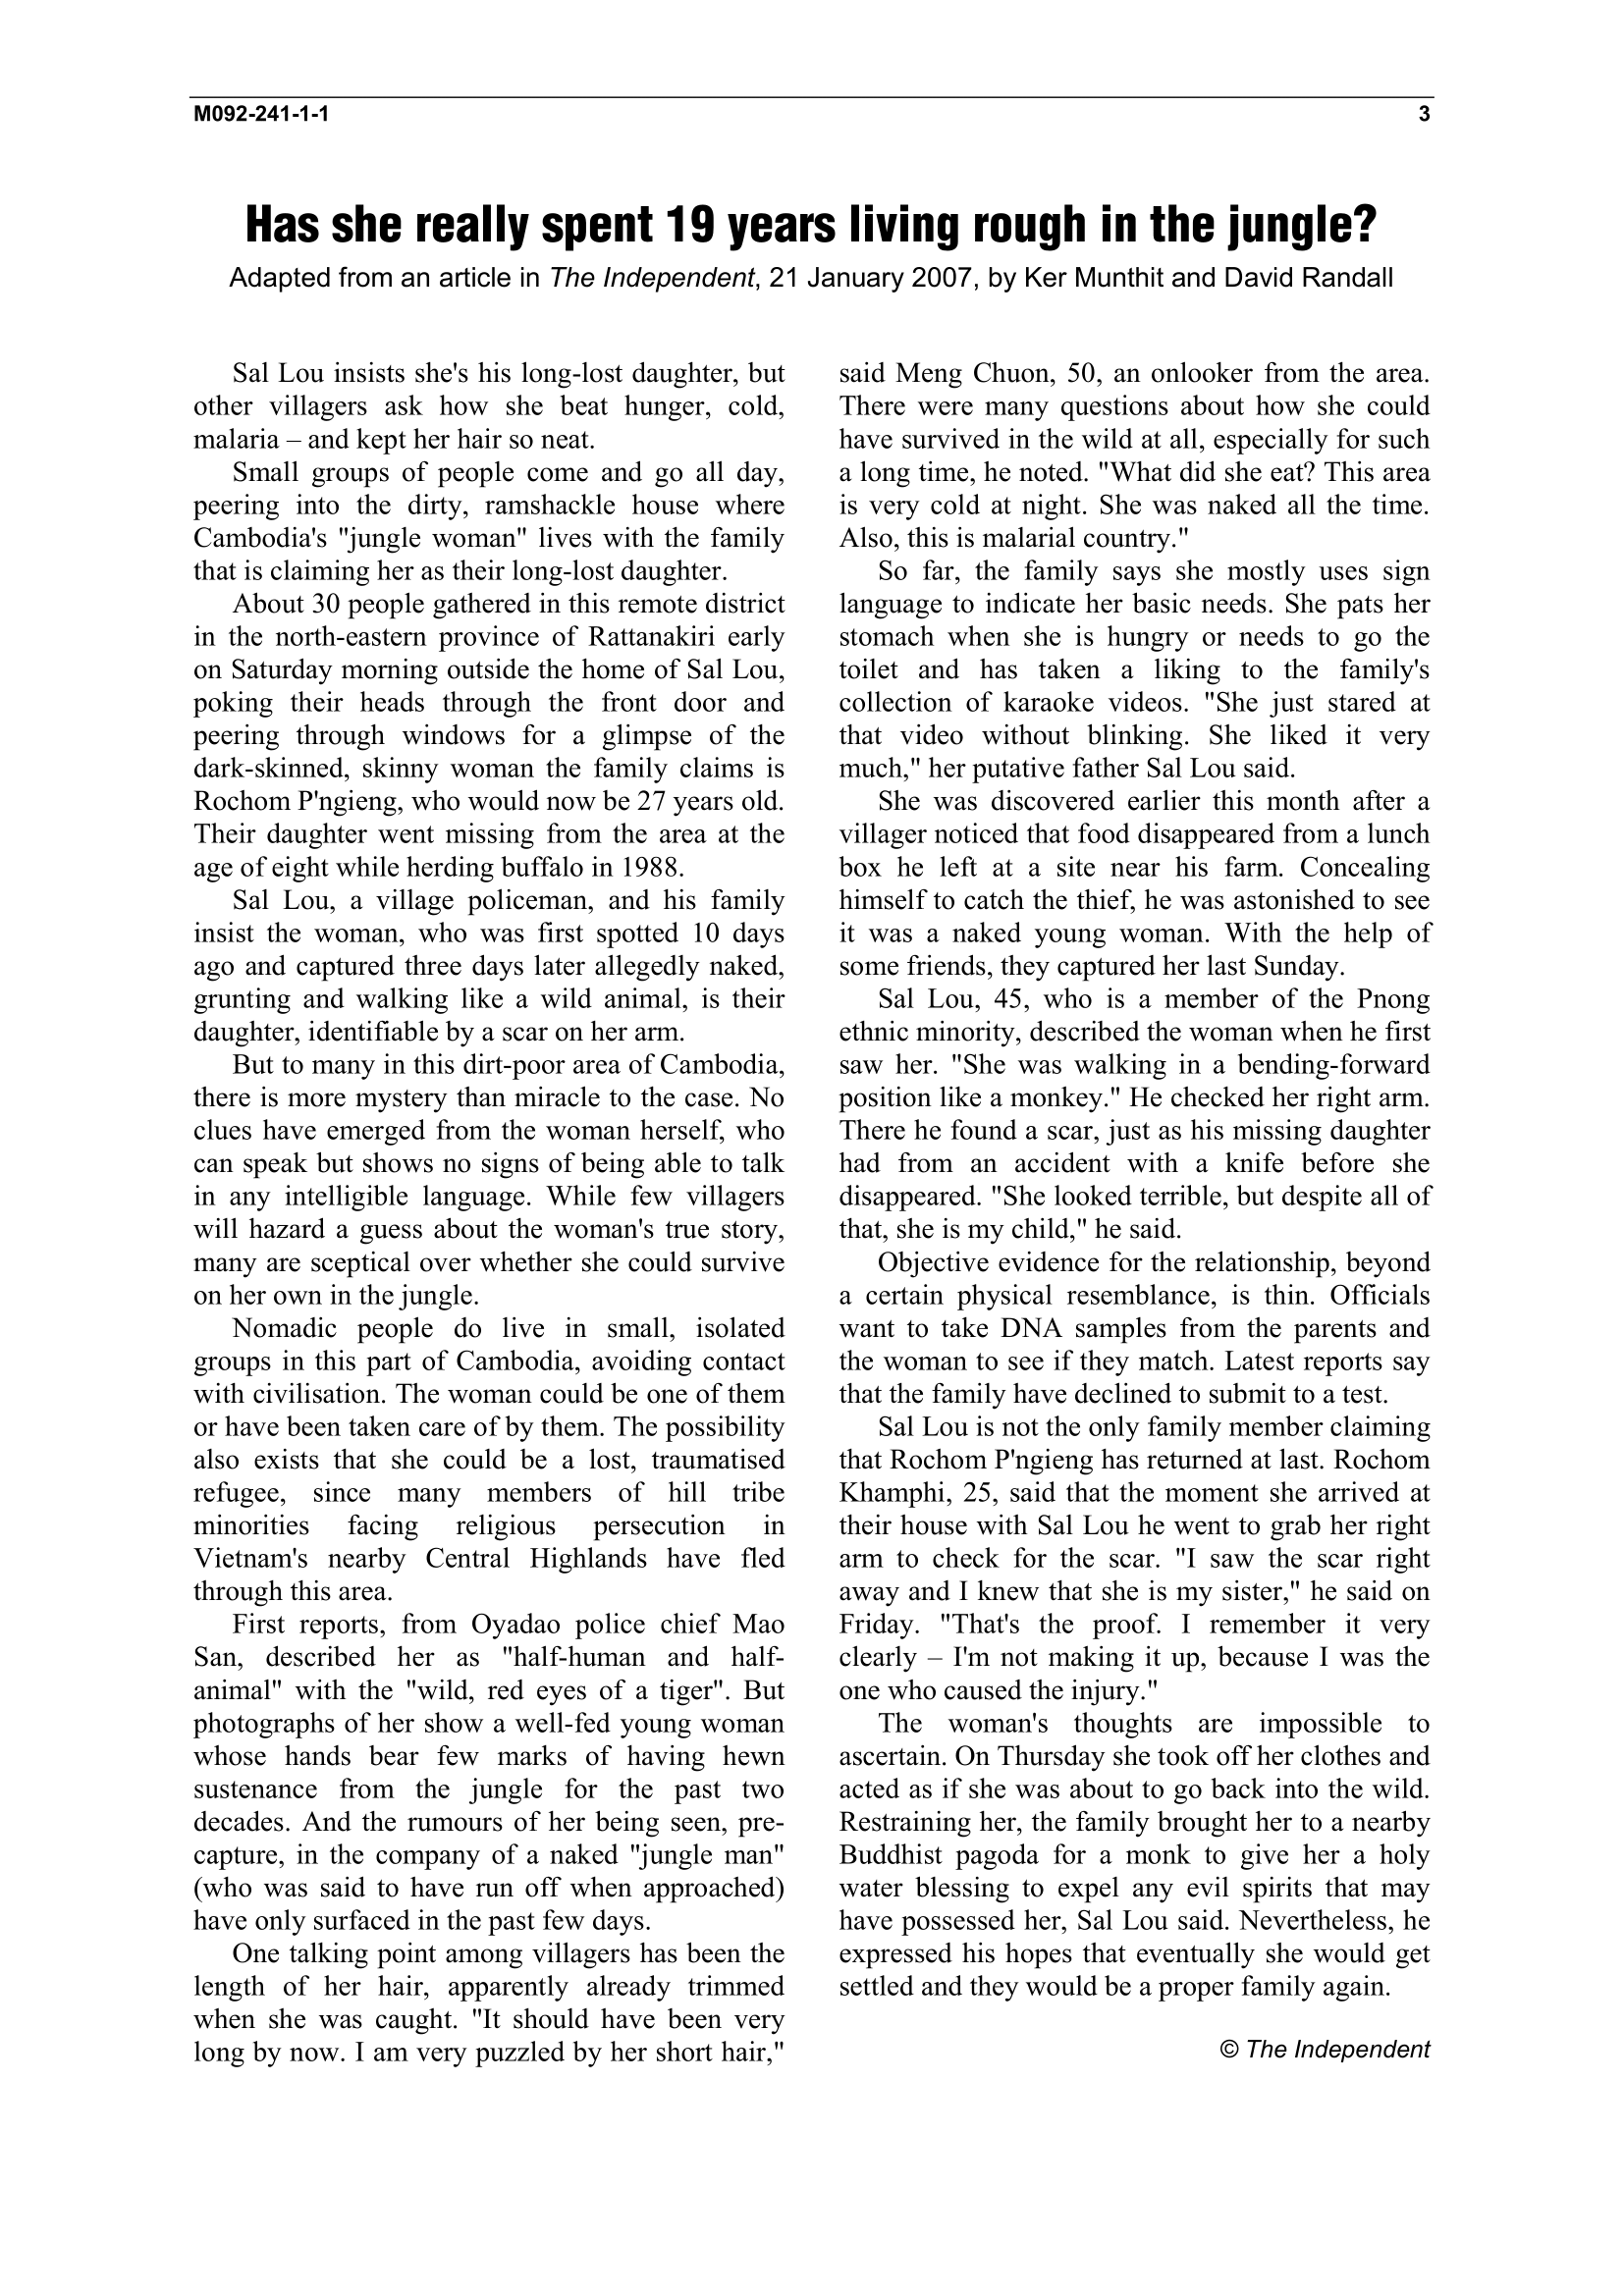 M092-241-1-1 3
Has she really spent 19 years living rough in the jungle?
Adapted from an article in The Independent, 21 January 2007, by Ker Munthit and David Randall
Sal Lou insists she's his long-lost daughter, but
other villagers ask how she beat hunger, cold,
malaria – and kept her hair so neat.
Small groups of people come and go all day,
peering into the dirty, ramshackle house where
Cambodia's "jungle woman" lives with the family
that is claiming her as their long-lost daughter.
About 30 people gathered in this remote district
in the north-eastern province of Rattanakiri early
on Saturday morning outside the home of Sal Lou,
poking their heads through the front door and
peering through windows for a glimpse of the
dark-skinned, skinny woman the family claims is
Rochom P'ngieng, who would now be 27 years old.
Their daughter went missing from the area at the
age of eight while herding buffalo in 1988.
Sal Lou, a village policeman, and his family
insist the woman, who was first spotted 10 days
ago and captured three days later allegedly naked,
grunting and walking like a wild animal, is their
daughter, identifiable by a scar on her arm.
But to many in this dirt-poor area of Cambodia,
there is more mystery than miracle to the case. No
clues have emerged from the woman herself, who
can speak but shows no signs of being able to talk
in any intelligible language. While few villagers
will hazard a guess about the woman's true story,
many are sceptical over whether she could survive
on her own in the jungle.
Nomadic people do live in small, isolated
groups in this part of Cambodia, avoiding contact
with civilisation. The woman could be one of them
or have been taken care of by them. The possibility
also exists that she could be a lost, traumatised
refugee, since many members of hill tribe
minorities facing religious persecution in
Vietnam's nearby Central Highlands have fled
through this area.
First reports, from Oyadao police chief Mao
San, described her as "half-human and half-
animal" with the "wild, red eyes of a tiger". But
photographs of her show a well-fed young woman
whose hands bear few marks of having hewn
sustenance from the jungle for the past two
decades. And the rumours of her being seen, pre-
capture, in the company of a naked "jungle man"
(who was said to have run off when approached)
have only surfaced in the past few days.
One talking point among villagers has been the
length of her hair, apparently already trimmed
when she was caught. "It should have been very
long by now. I am very puzzled by her short hair,"
said Meng Chuon, 50, an onlooker from the area.
There were many questions about how she could
have survived in the wild at all, especially for such
a long time, he noted. "What did she eat? This area
is very cold at night. She was naked all the time.
Also, this is malarial country."
So far, the family says she mostly uses sign
language to indicate her basic needs. She pats her
stomach when she is hungry or needs to go the
toilet and has taken a liking to the family's
collection of karaoke videos. "She just stared at
that video without blinking. She liked it very
much," her putative father Sal Lou said.
She was discovered earlier this month after a
villager noticed that food disappeared from a lunch
box he left at a site near his farm. Concealing
himself to catch the thief, he was astonished to see
it was a naked young woman. With the help of
some friends, they captured her last Sunday.
Sal Lou, 45, who is a member of the Pnong
ethnic minority, described the woman when he first
saw her. "She was walking in a bending-forward
position like a monkey." He checked her right arm.
There he found a scar, just as his missing daughter
had from an accident with a knife before she
disappeared. "She looked terrible, but despite all of
that, she is my child," he said.
Objective evidence for the relationship, beyond
a certain physical resemblance, is thin. Officials
want to take DNA samples from the parents and
the woman to see if they match. Latest reports say
that the family have declined to submit to a test.
Sal Lou is not the only family member claiming
that Rochom P'ngieng has returned at last. Rochom
Khamphi, 25, said that the moment she arrived at
their house with Sal Lou he went to grab her right
arm to check for the scar. "I saw the scar right
away and I knew that she is my sister," he said on
Friday. "That's the proof. I remember it very
clearly – I'm not making it up, because I was the
one who caused the injury."
The woman's thoughts are impossible to
ascertain. On Thursday she took off her clothes and
acted as if she was about to go back into the wild.
Restraining her, the family brought her to a nearby
Buddhist pagoda for a monk to give her a holy
water blessing to expel any evil spirits that may
have possessed her, Sal Lou said. Nevertheless, he
expressed his hopes that eventually she would get
settled and they would be a proper family again.
© The Independent